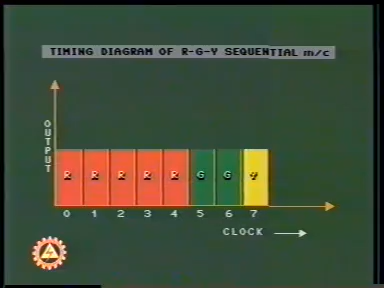 TIMING DIAGRAM OF R-G-Y SEQUENTIAL m/c
OUTPUT
R R R R R G G Y
0 1 2 3 4 5 6 7
CLOCK